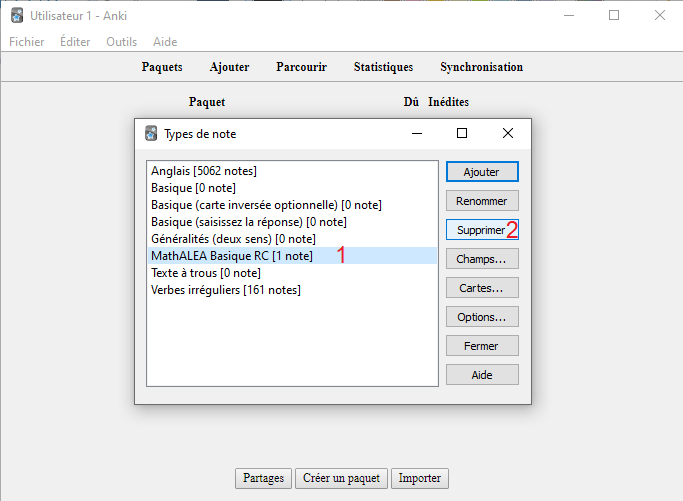 Utilisateur 1 - Anki
Fichier Éditer Outils Aide
Paquets Ajouter Parcourir Statistiques Synchronisation
Paquet Dû Inédites
Types de note
Anglais [5062 notes]
Basique [0 note]
Basique (carte inversée optionnelle) [0 note]
Basique (saisissez la réponse) [0 note]
Généralités (deux sens) [0 note]
MathALEA Basique RC [1 note] 1
Texte à trous [0 note]
Verbes irréguliers [161 notes]
Ajouter
Renommer
Supprimer 2
Champs...
Cartes...
Options...
Fermer
Aide
Partages Créer un paquet Importer